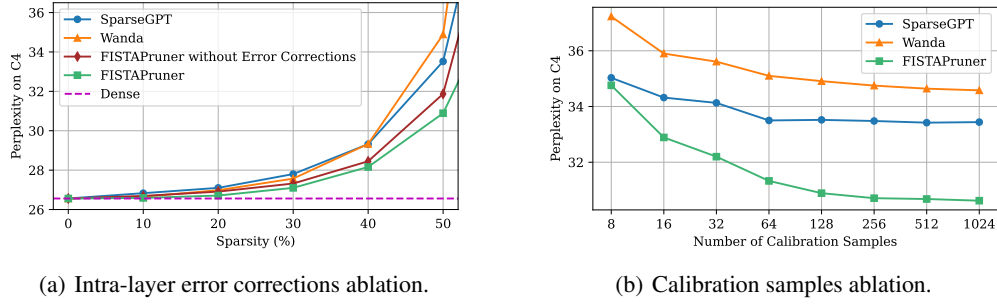 36
34
32
30
28
26
Perplexity on C4
SparseGPT
Wanda
FISTAPruner without Error Corrections
FISTAPruner
Dense
0 10 20 30 40 50
Sparsity (%)
(a) Intra-layer error corrections ablation.
36
34
32
Perplexity on C4
SparseGPT
Wanda
FISTAPruner
8 16 32 64 128 256 512 1024
Number of Calibration Samples
(b) Calibration samples ablation.